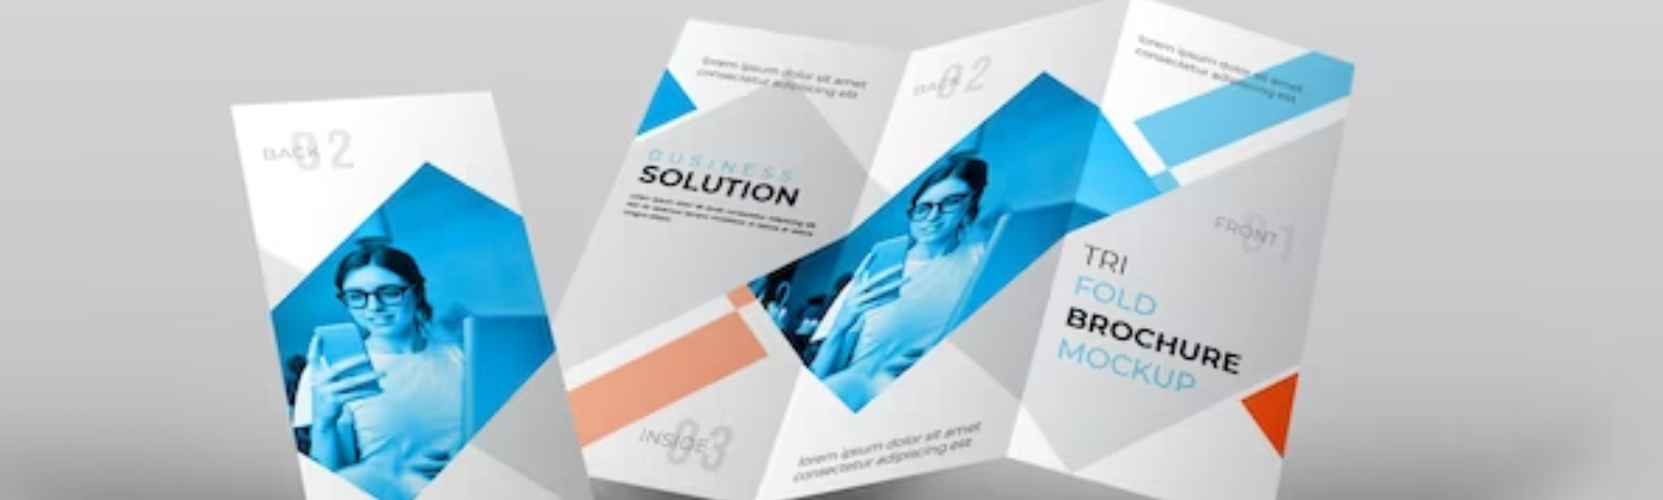 BACK 02
lorem ipsum dolor sit amet
consectetur adipiscing elit
BUSINESS
SOLUTION
INSIDE 03
BACK 02
lorem ipsum dolor sit amet
consectetur adipiscing elit
lorem ipsum dolor sit amet
consectetur adipiscing elit
FRONT 01
TRI
FOLD
BROCHURE
MOCKUP